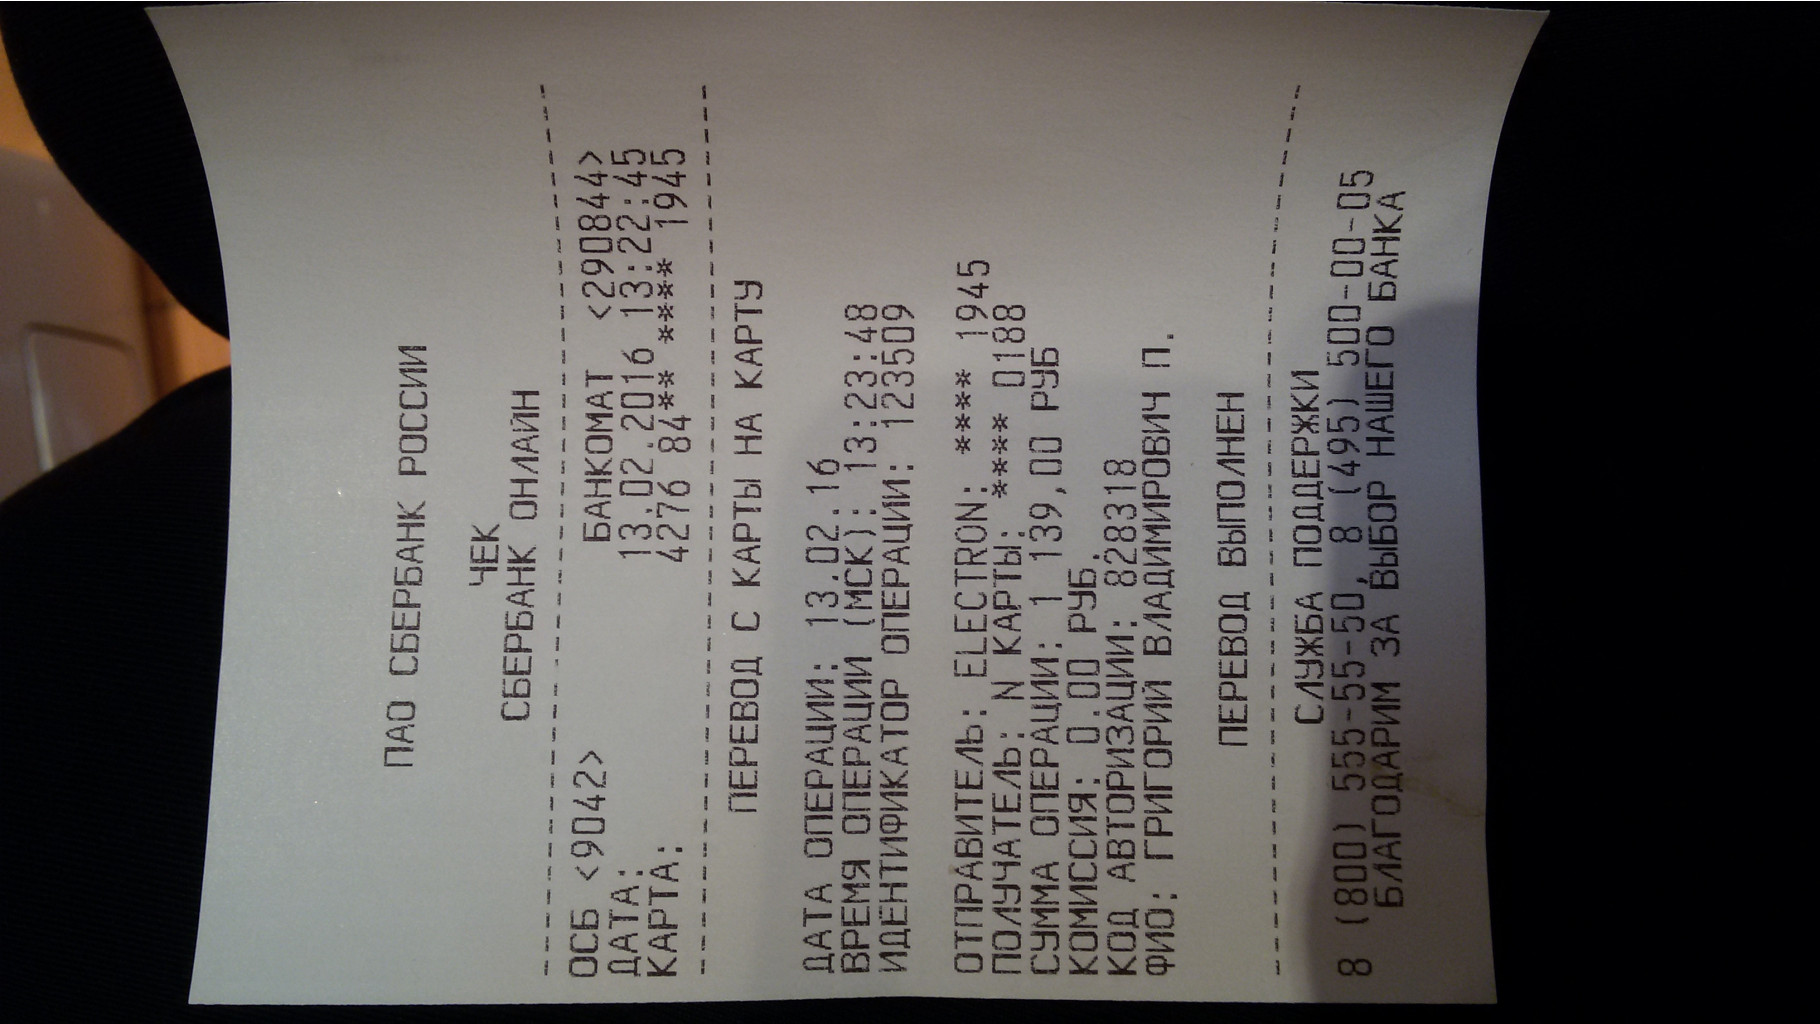 ПАО СБЕРБАНК РОССИИ
ЧЕК
СБЕРБАНК ОНЛАЙН
--------------------------------------
ОСБ <9042> БАНКОМАТ <290844>
ДАТА: 13.02.2016 13:22:45
КАРТА: 4276 84** **** 1945
--------------------------------------
ПЕРЕВОД С КАРТЫ НА КАРТУ
ДАТА ОПЕРАЦИИ: 13.02.16
ВРЕМЯ ОПЕРАЦИИ (МСК): 13:23:48
ИДЕНТИФИКАТОР ОПЕРАЦИИ: 123509
ОТПРАВИТЕЛЬ: ELECTRON: **** 1945
ПОЛУЧАТЕЛЬ: N КАРТЫ: **** 0188
СУММА ОПЕРАЦИИ: 1 139,00 РУБ
КОМИССИЯ: 0.00 РУБ.
КОД АВТОРИЗАЦИИ: 828318
ФИО: ГРИГОРИЙ ВЛАДИМИРОВИЧ П.
ПЕРЕВОД ВЫПОЛНЕН
--------------------------------------
СЛУЖБА ПОДДЕРЖКИ
8 (800) 555-55-50, 8 (495) 500-00-05
БЛАГОДАРИМ ЗА ВЫБОР НАШЕГО БАНКА